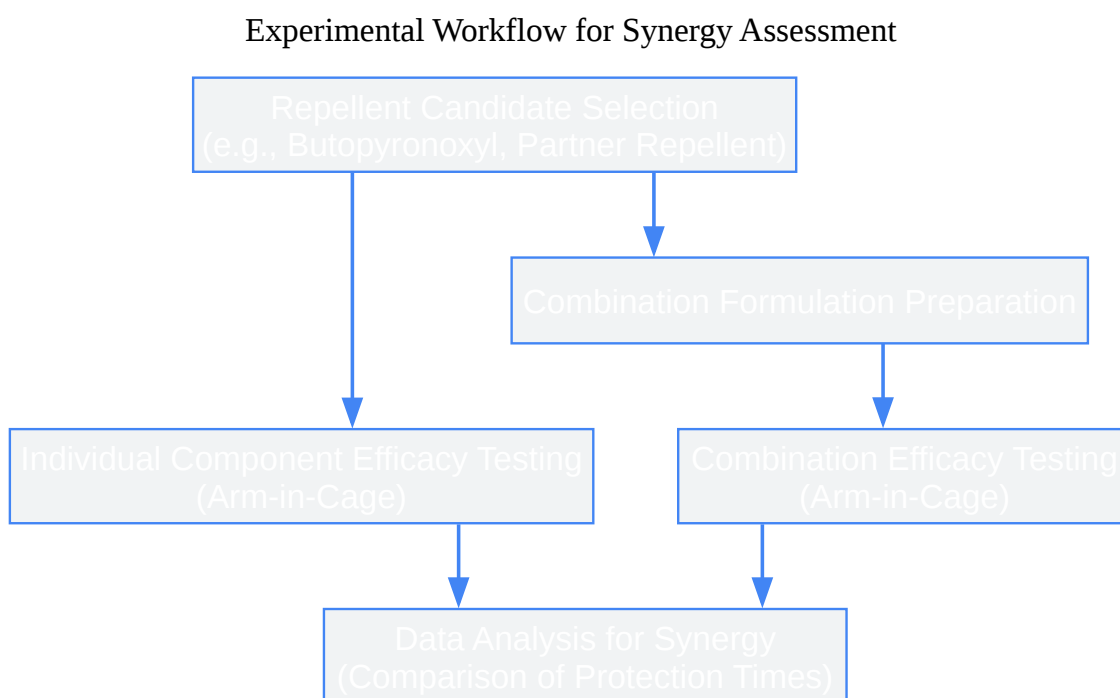 Experimental Workflow for Synergy Assessment
Repellent Candidate Selection
(e.g., Butopyronoxyl, Partner Repellent)
Combination Formulation Preparation
Individual Component Efficacy Testing
(Arm-in-Cage)
Combination Efficacy Testing
(Arm-in-Cage)
Data Analysis for Synergy
(Comparison of Protection Times)